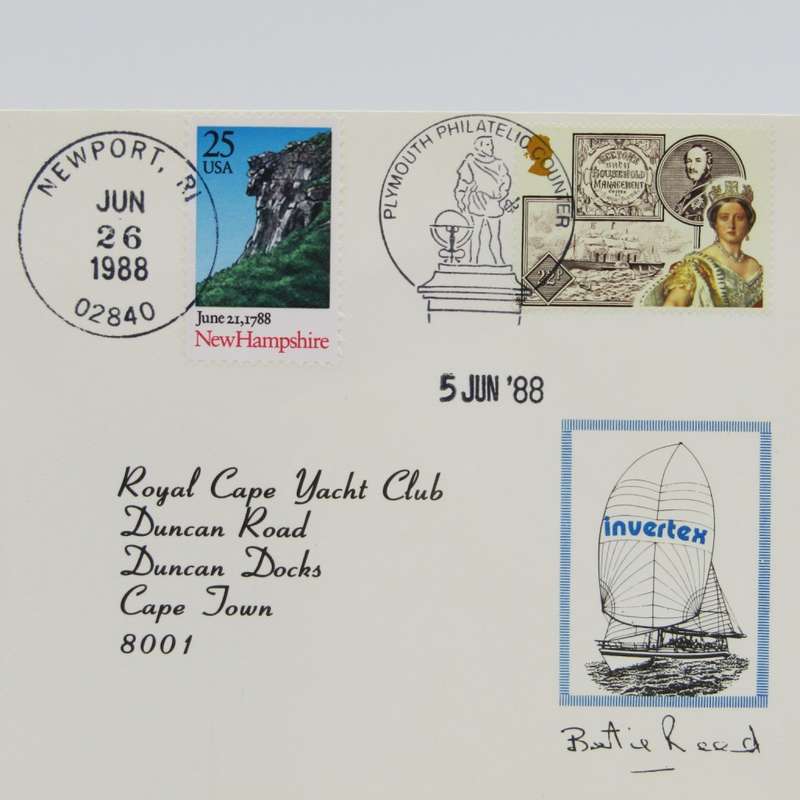 NEWPORT, RI
JUN
26
1988
02840
25
USA
June 21, 1788
New Hampshire
PLYMOUTH PHILATELIC COUNTER
BEETON'S
HOUSEHOLD
MANAGEMENT
22p
5 JUN '88
Royal Cape Yacht Club
Duncan Road
Duncan Docks
Cape Town
8001
invertex
Bertie Reed